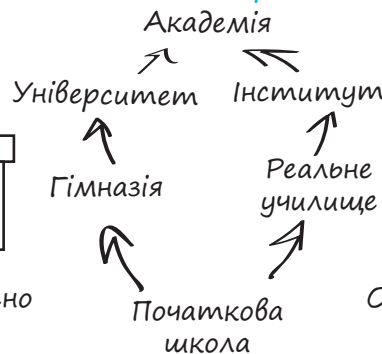 Академія
Університет Інститут
Гімназія
Реальне
училище
Початкова
школа